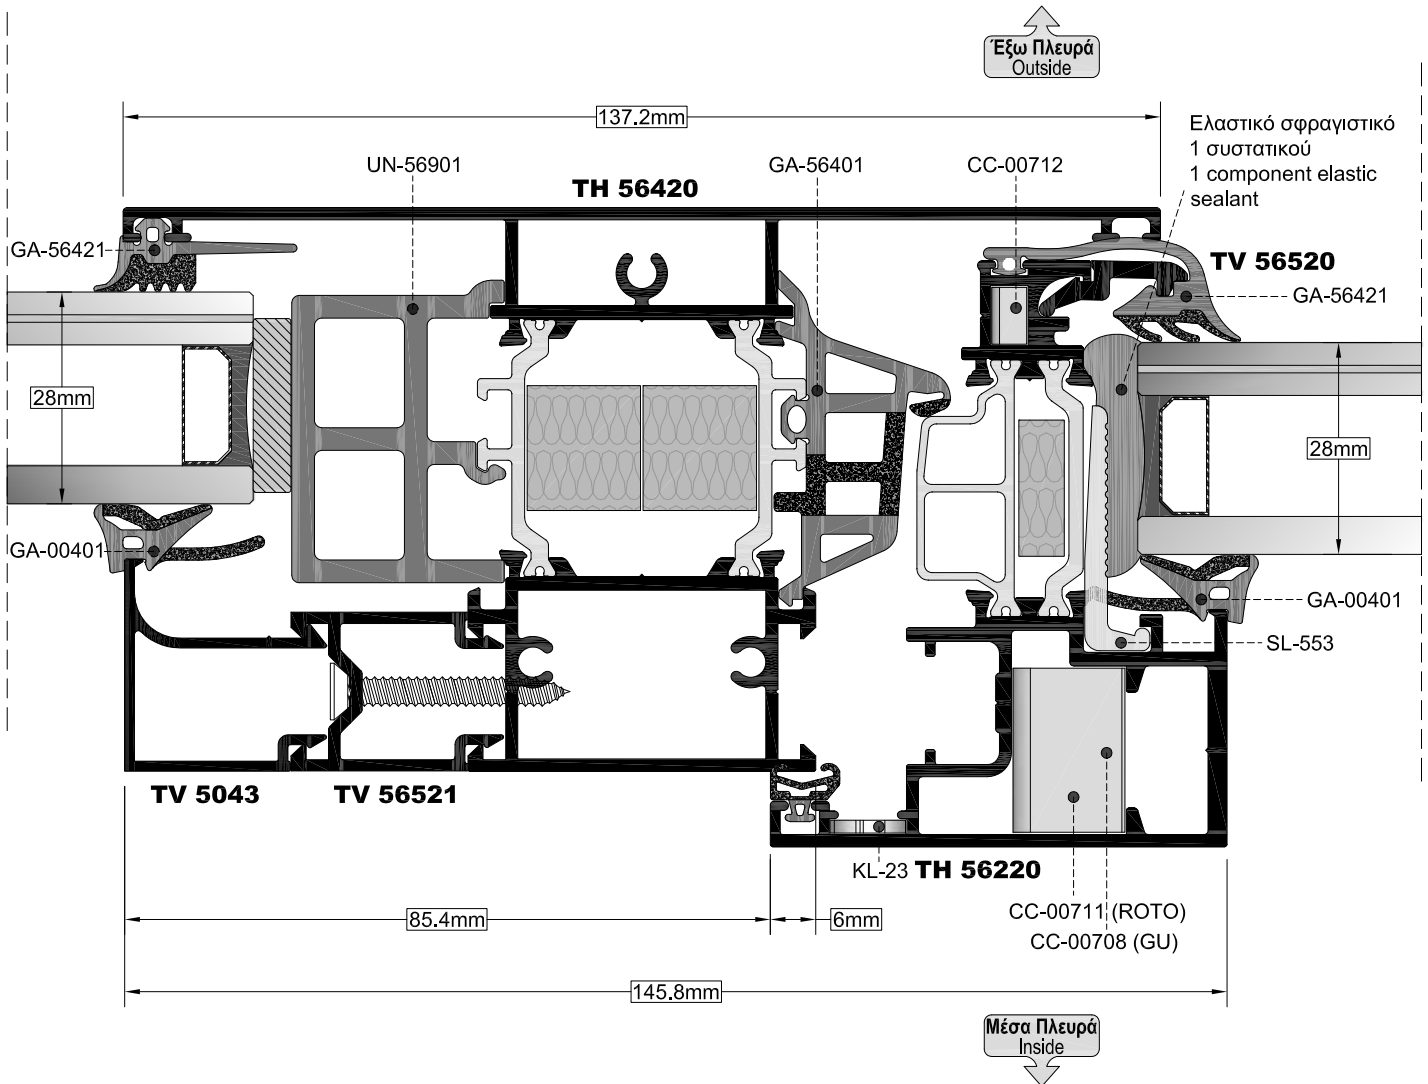 Έξω Πλευρά
Outside
137.2mm
Ελαστικό σφραγιστικό
1 συστατικού
1 component elastic
sealant
UN-56901
TH 56420
GA-56401
CC-00712
GA-56421
TV 56520
GA-56421
28mm
28mm
GA-00401
GA-00401
SL-553
TV 5043
TV 56521
KL-23
TH 56220
CC-00711 (ROTO)
CC-00708 (GU)
85.4mm
6mm
145.8mm
Μέσα Πλευρά
Inside